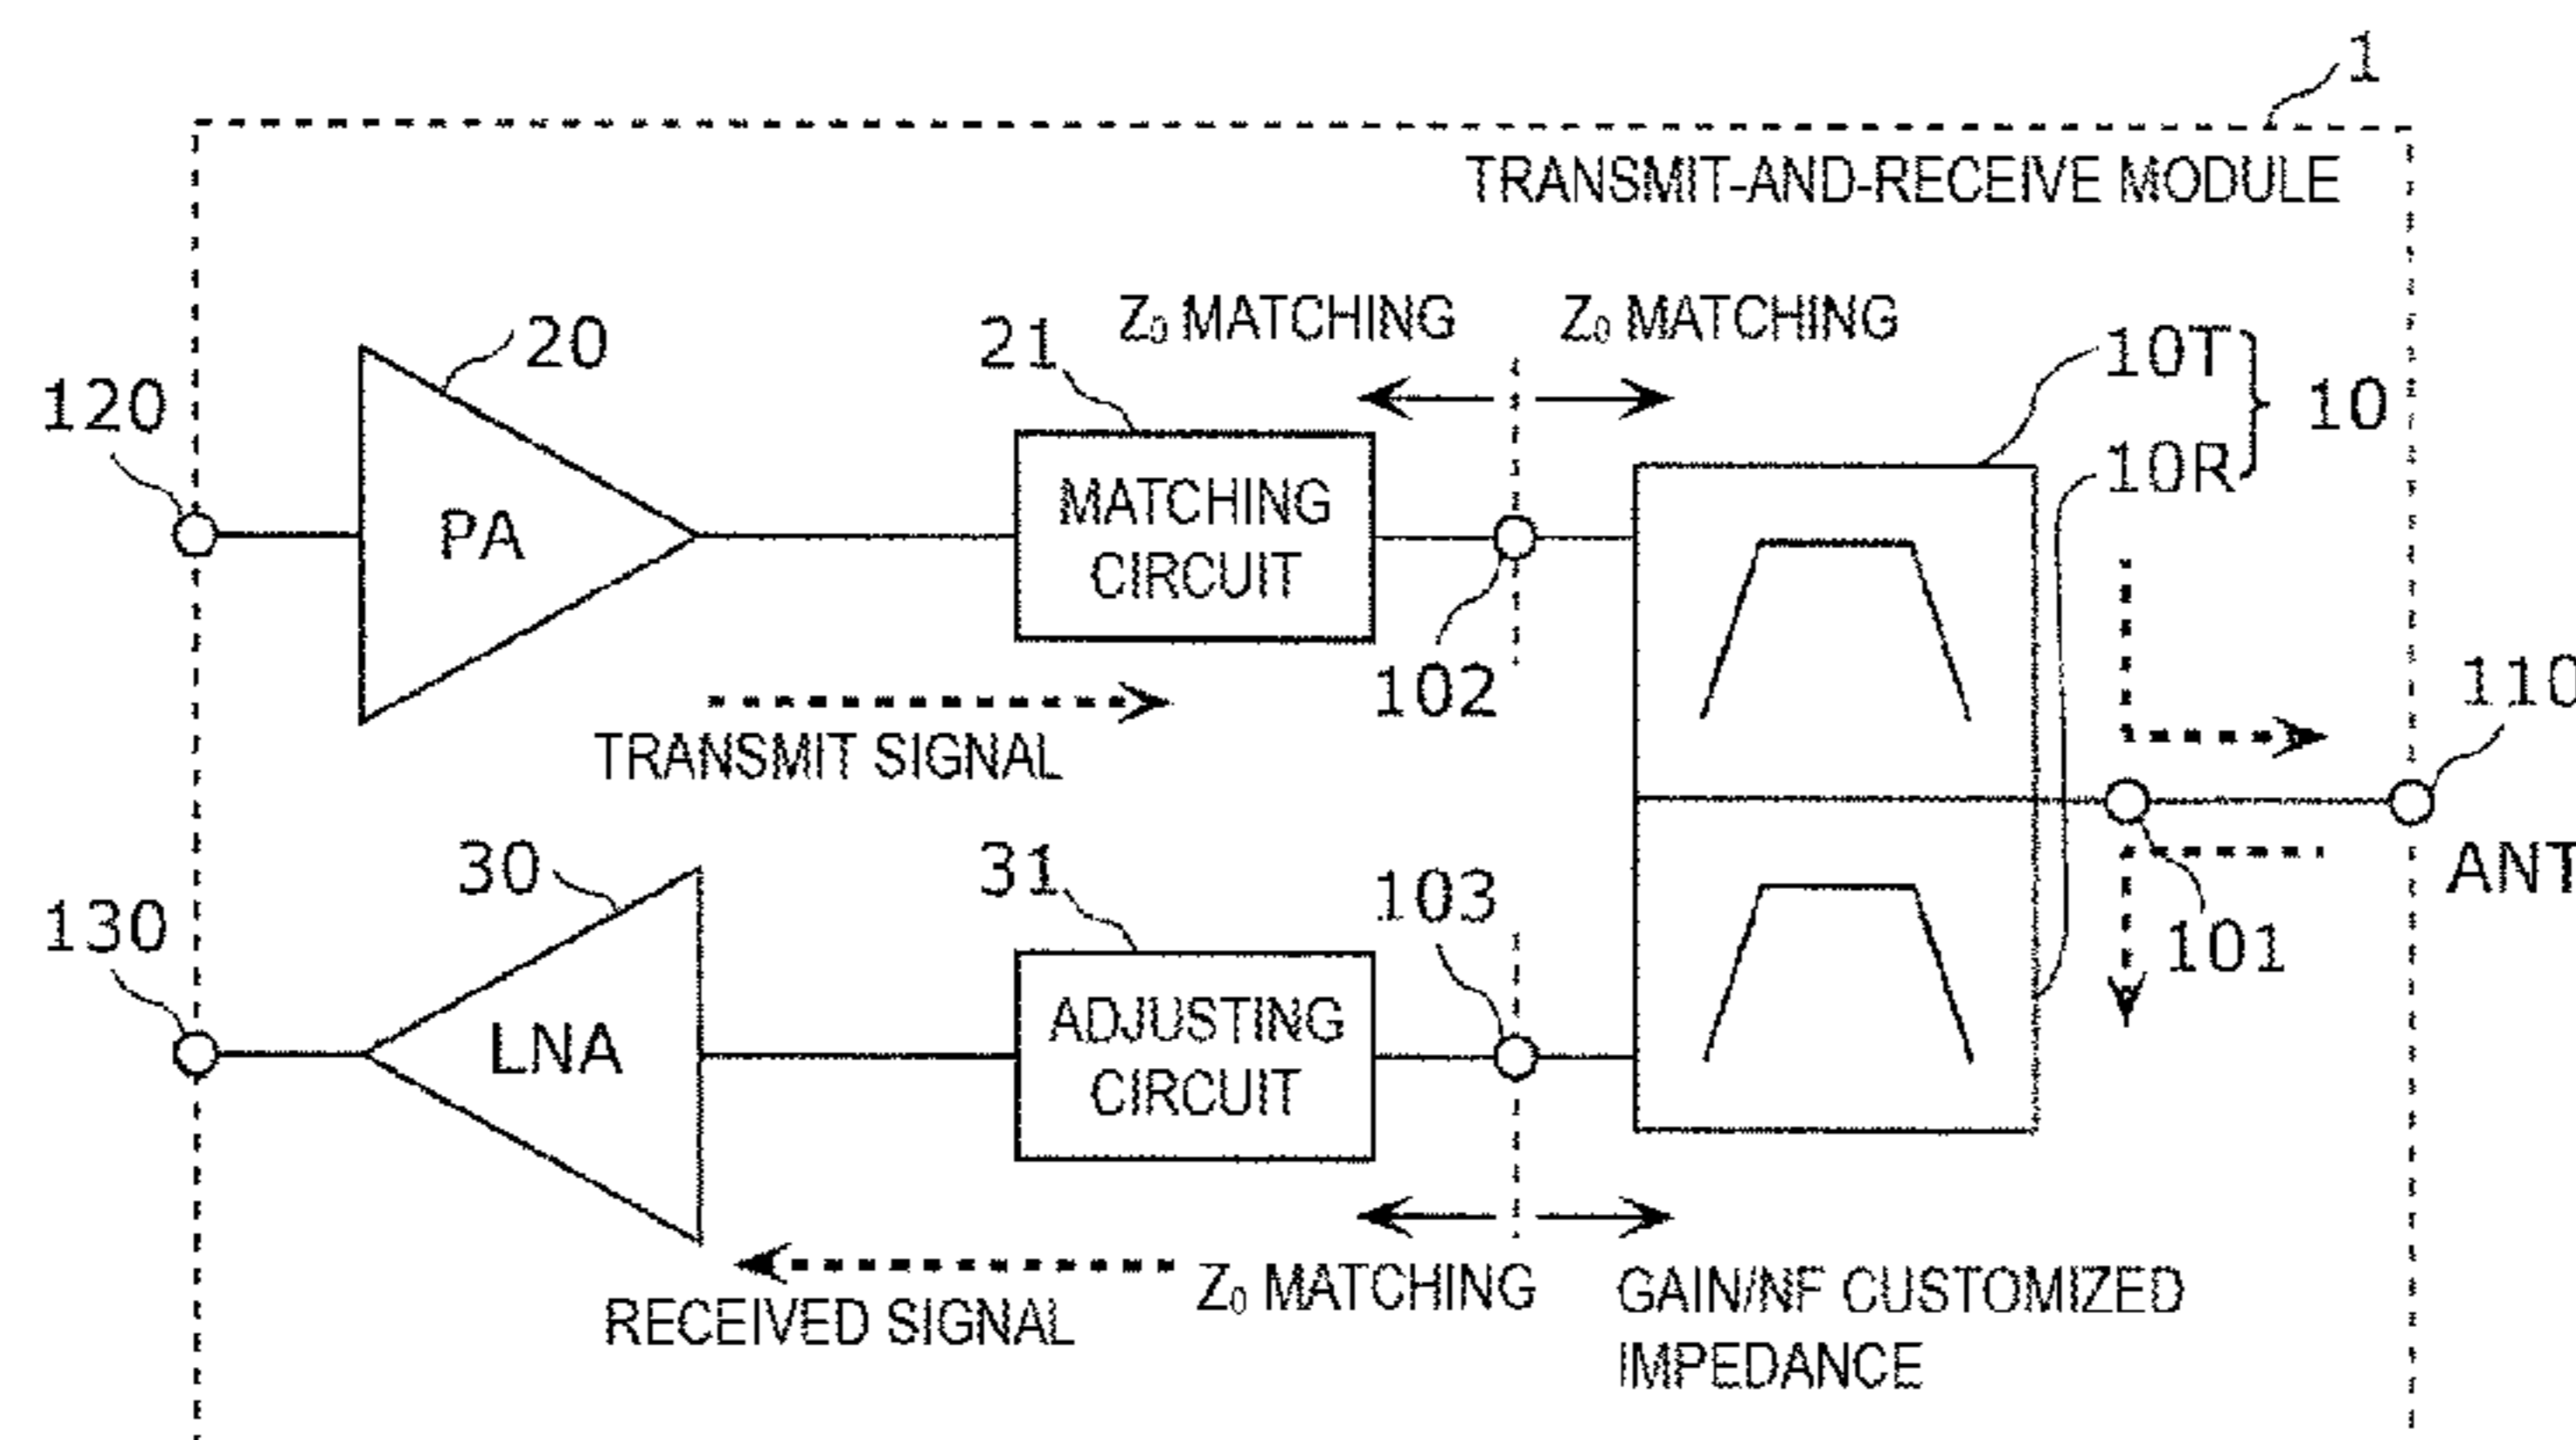 1
TRANSMIT-AND-RECEIVE MODULE
Z₀ MATCHING
Z₀ MATCHING
20
21
10T
10
120
10R
PA
MATCHING
CIRCUIT
102
110
TRANSMIT SIGNAL
30
31
103
ANT
130
101
LNA
ADJUSTING
CIRCUIT
Z₀ MATCHING
GAIN/NF CUSTOMIZED
IMPEDANCE
RECEIVED SIGNAL